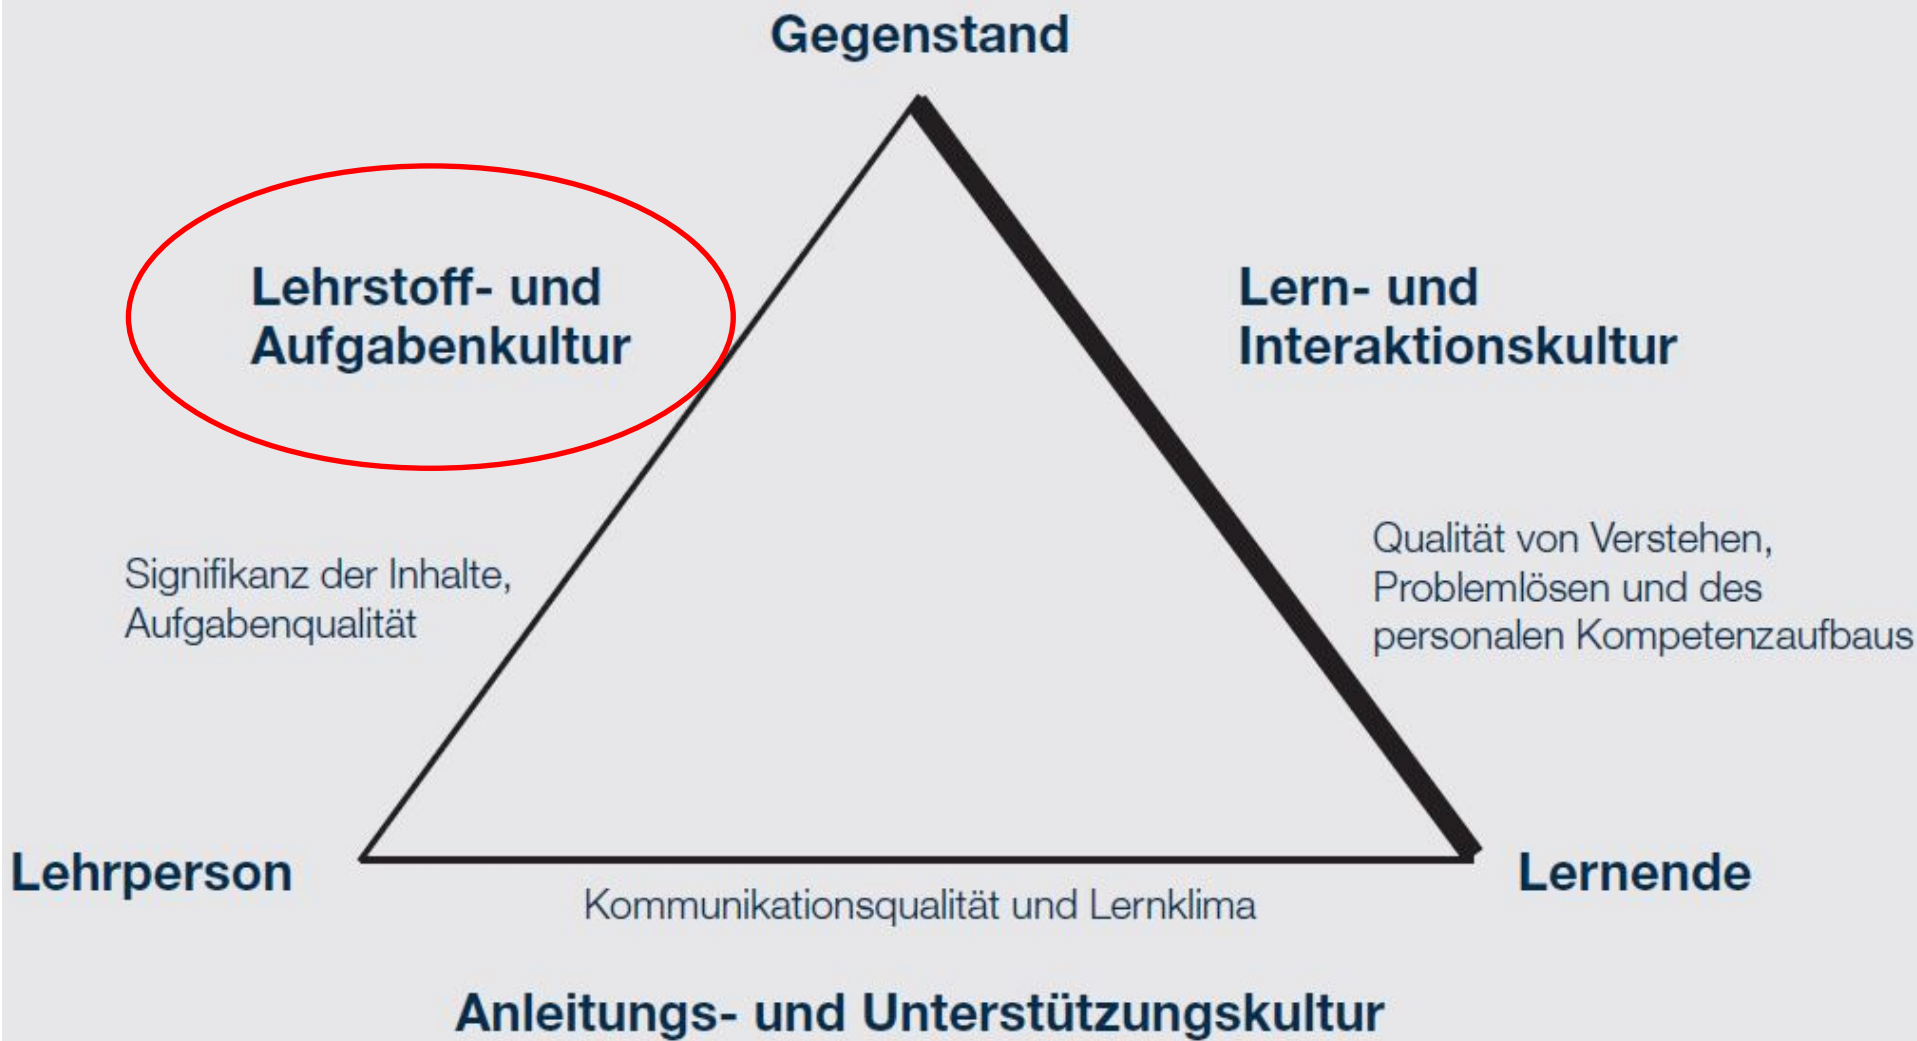 Gegenstand
Lehrstoff- und
Aufgabenkultur
Lern- und
Interaktionskultur
Signifikanz der Inhalte,
Aufgabenqualität
Qualität von Verstehen,
Problemlösen und des
personalen Kompetenzaufbaus
Lehrperson
Lernende
Kommunikationsqualität und Lernklima
Anleitungs- und Unterstützungskultur